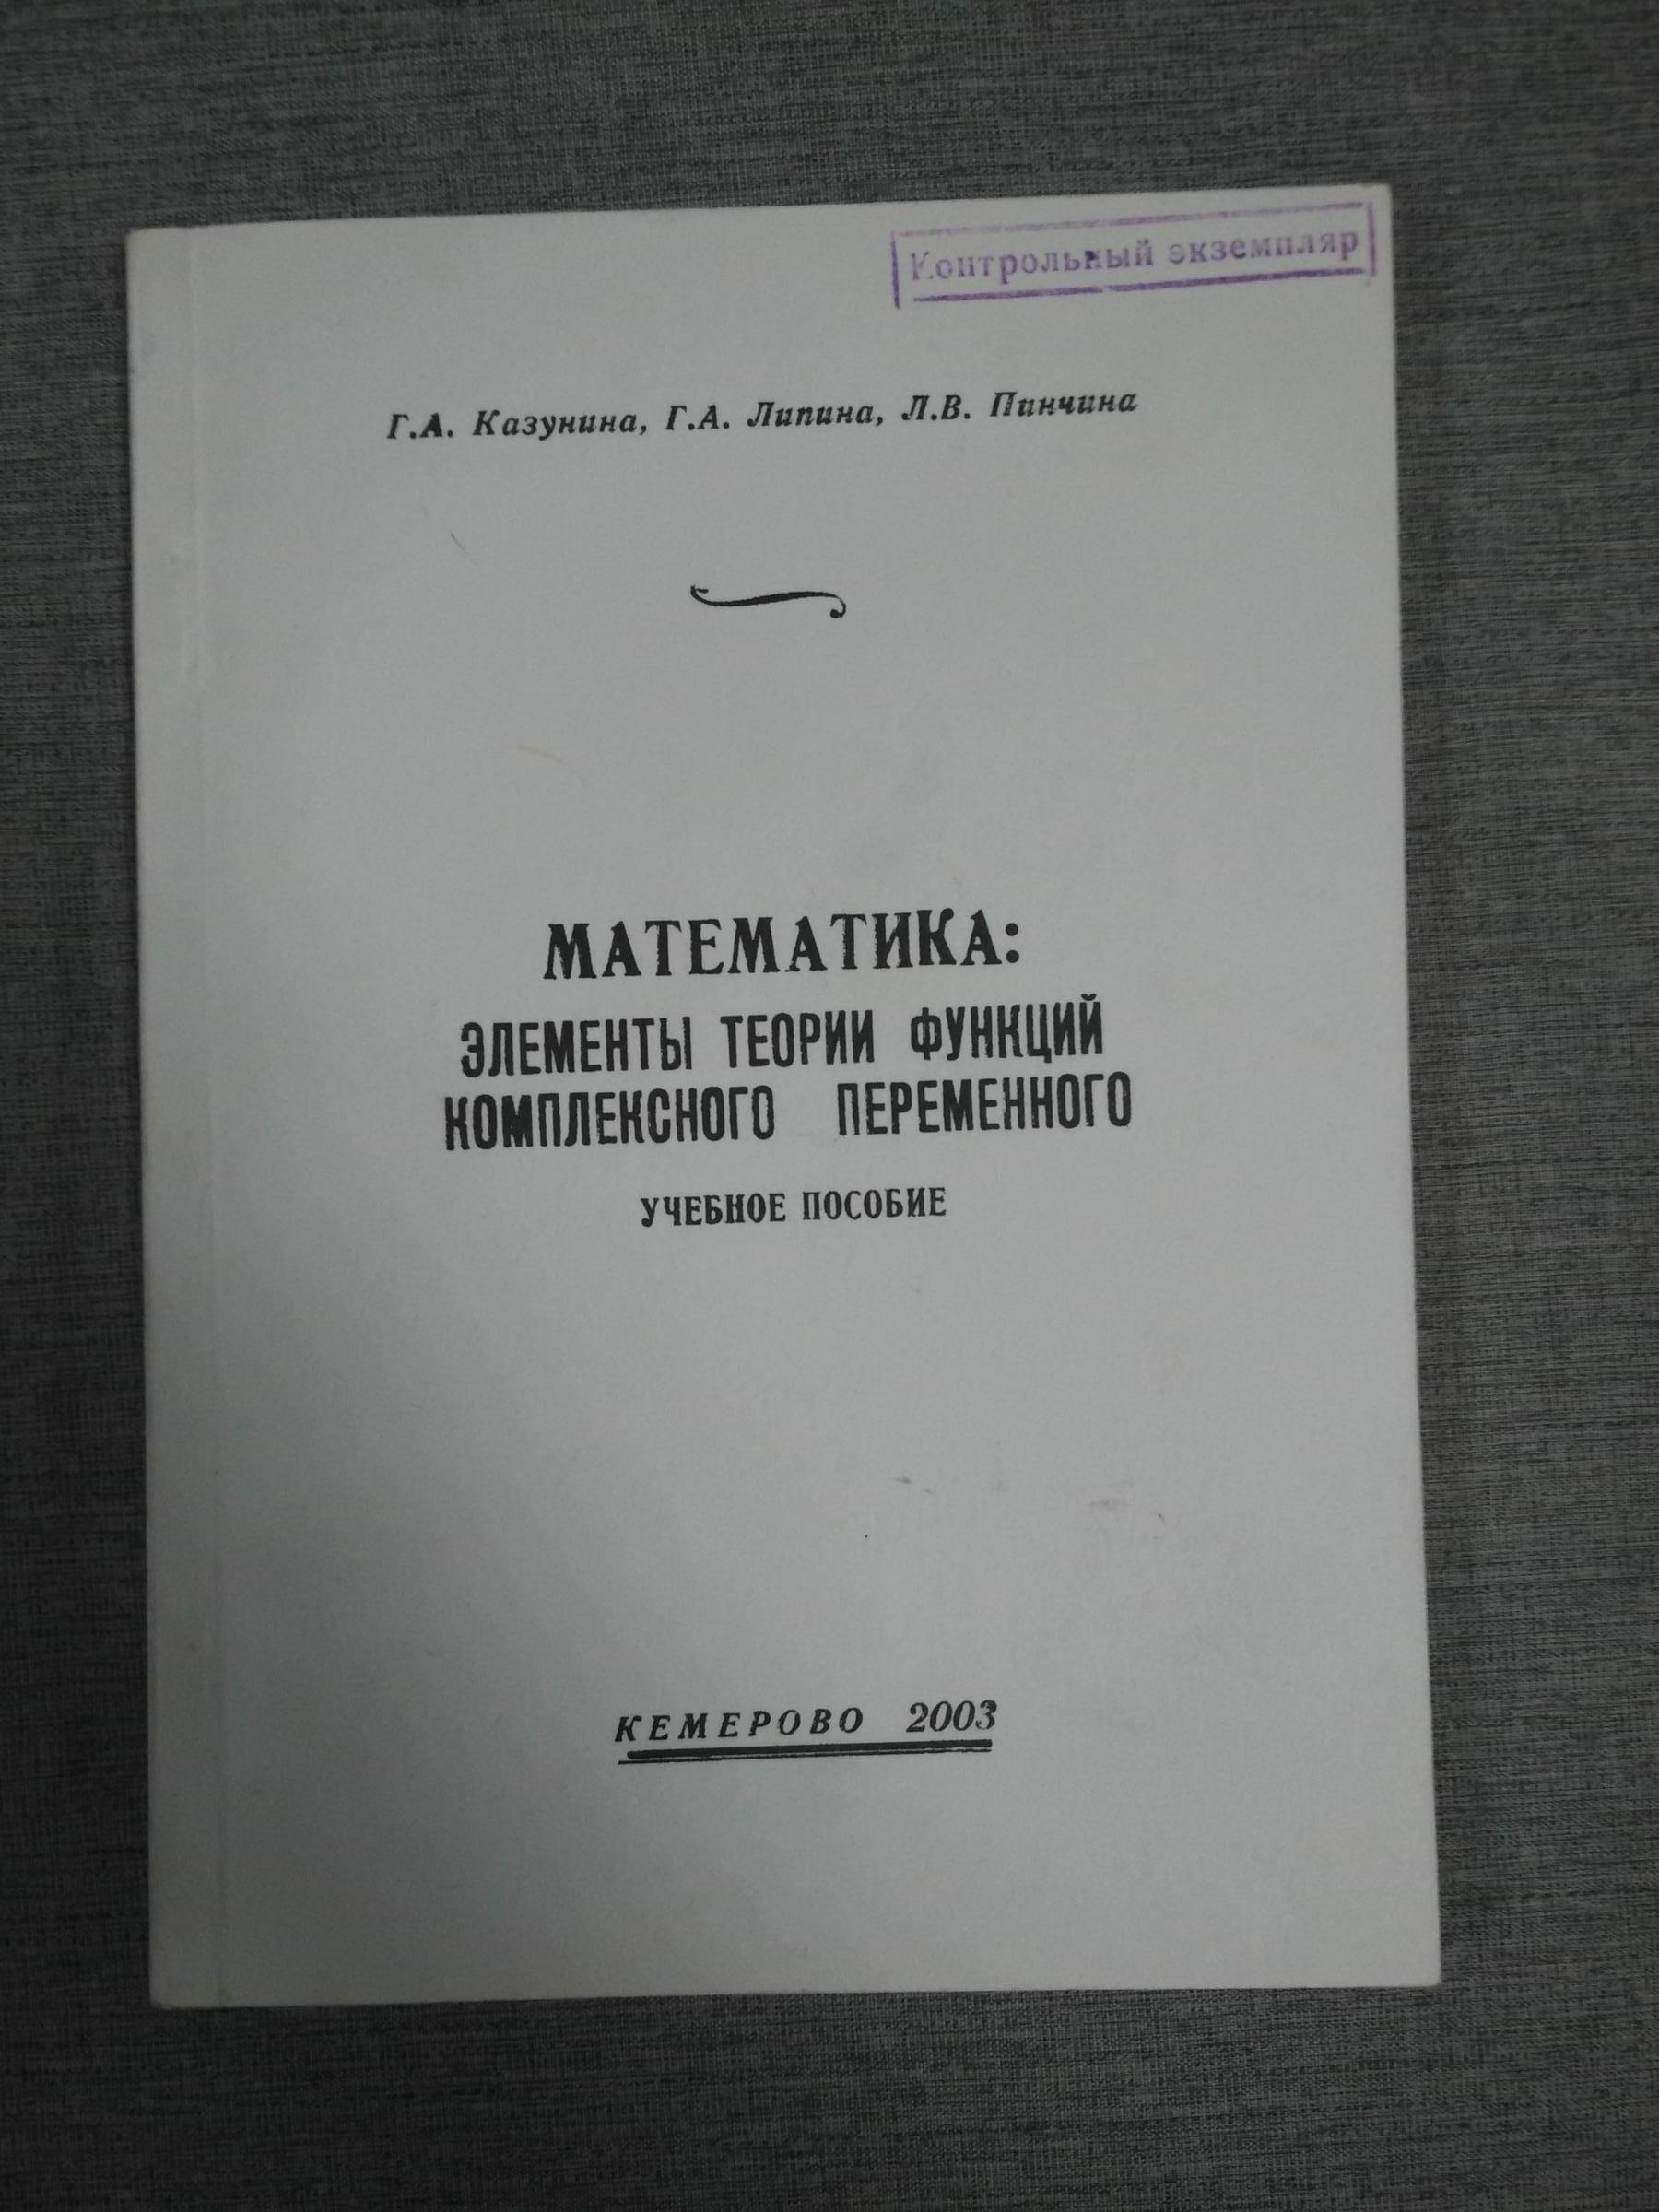 Контрольный экземпляр
Г.А. Казунина, Г.А. Липина, Л.В. Пинчина
МАТЕМАТИКА:
ЭЛЕМЕНТЫ ТЕОРИИ ФУНКЦИЙ
КОМПЛЕКСНОГО ПЕРЕМЕННОГО
УЧЕБНОЕ ПОСОБИЕ
КЕМЕРОВО 2003